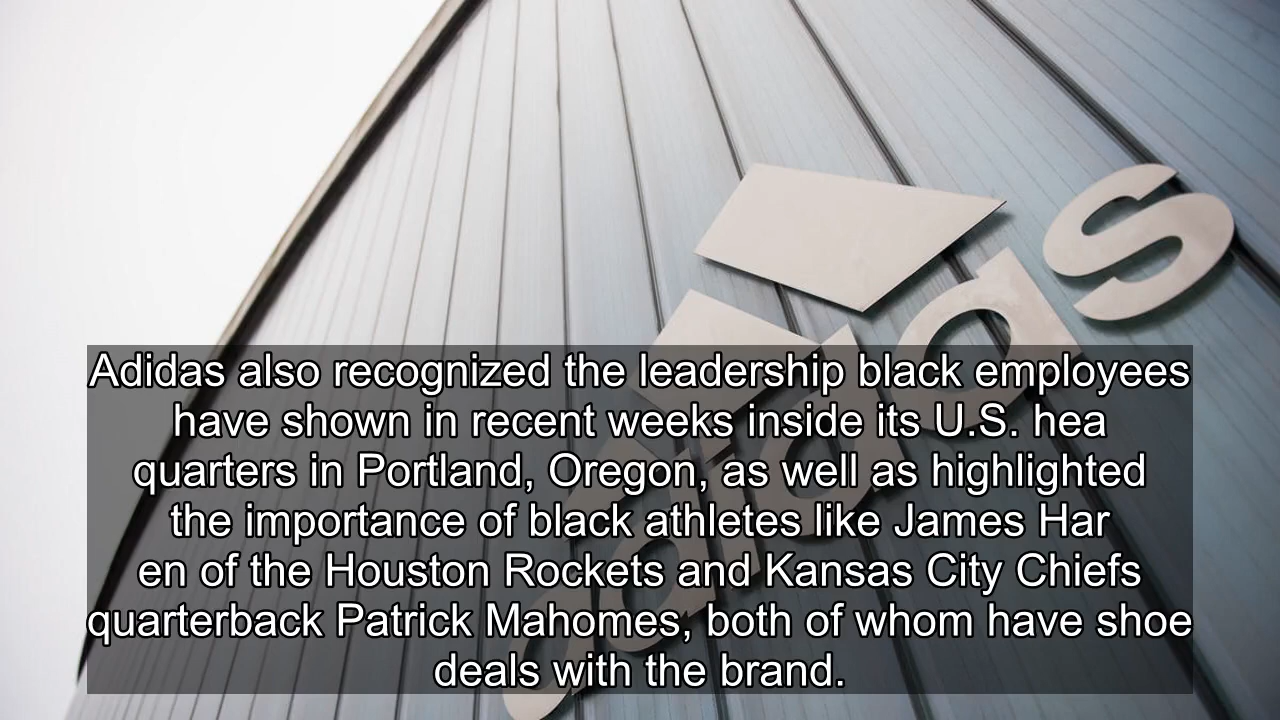 adidas
Adidas also recognized the leadership black employees
have shown in recent weeks inside its U.S. hea
quarters in Portland, Oregon, as well as highlighted
the importance of black athletes like James Har
en of the Houston Rockets and Kansas City Chiefs
quarterback Patrick Mahomes, both of whom have shoe
deals with the brand.